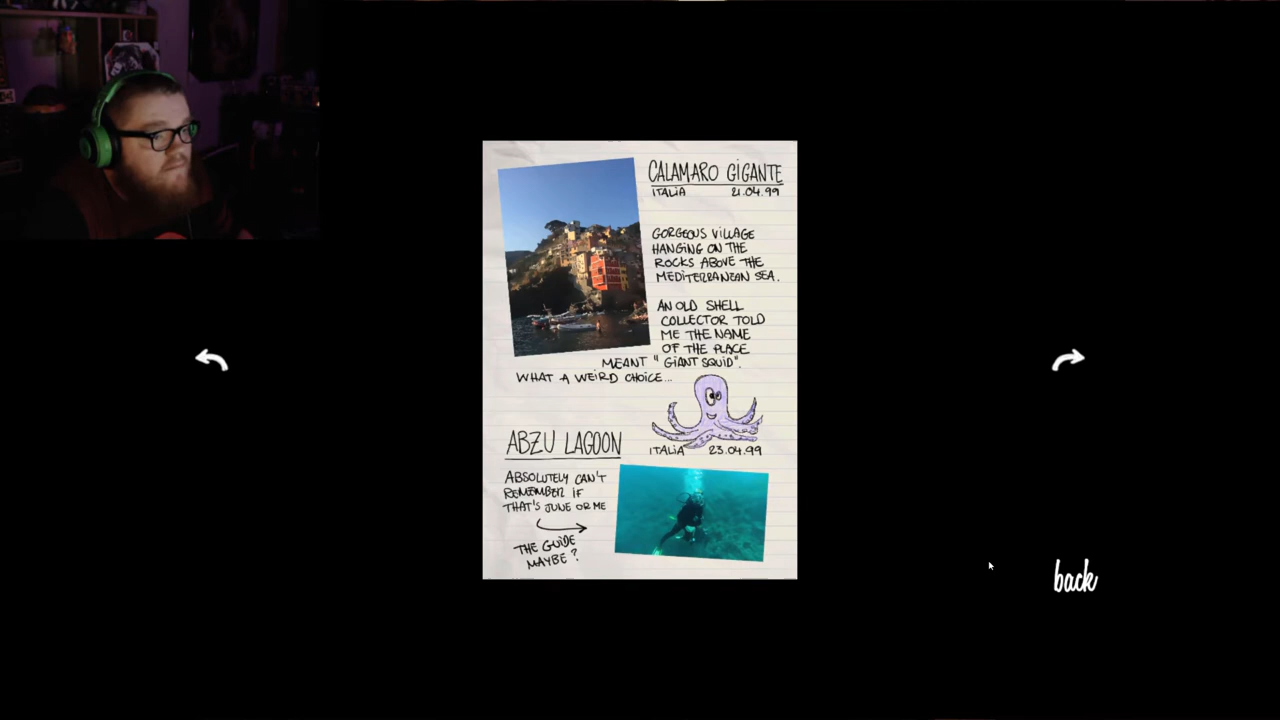 CALAMARO GIGANTE
ITALIA 21.04.99
GORGEOUS VILLAGE
HANGING ON THE
ROCKS ABOVE THE
MEDITERRANEAN SEA.
AN OLD SHELL
COLLECTOR TOLD
ME THE NAME
OF THE PLACE
MEANT "GIANT SQUID".
WHAT A WEIRD CHOICE...
ABZU LAGOON
ITALIA 23.04.99
ABSOLUTELY CAN'T
REMEMBER IF
THAT'S JUNE OR ME
THE GUIDE
MAYBE?
back